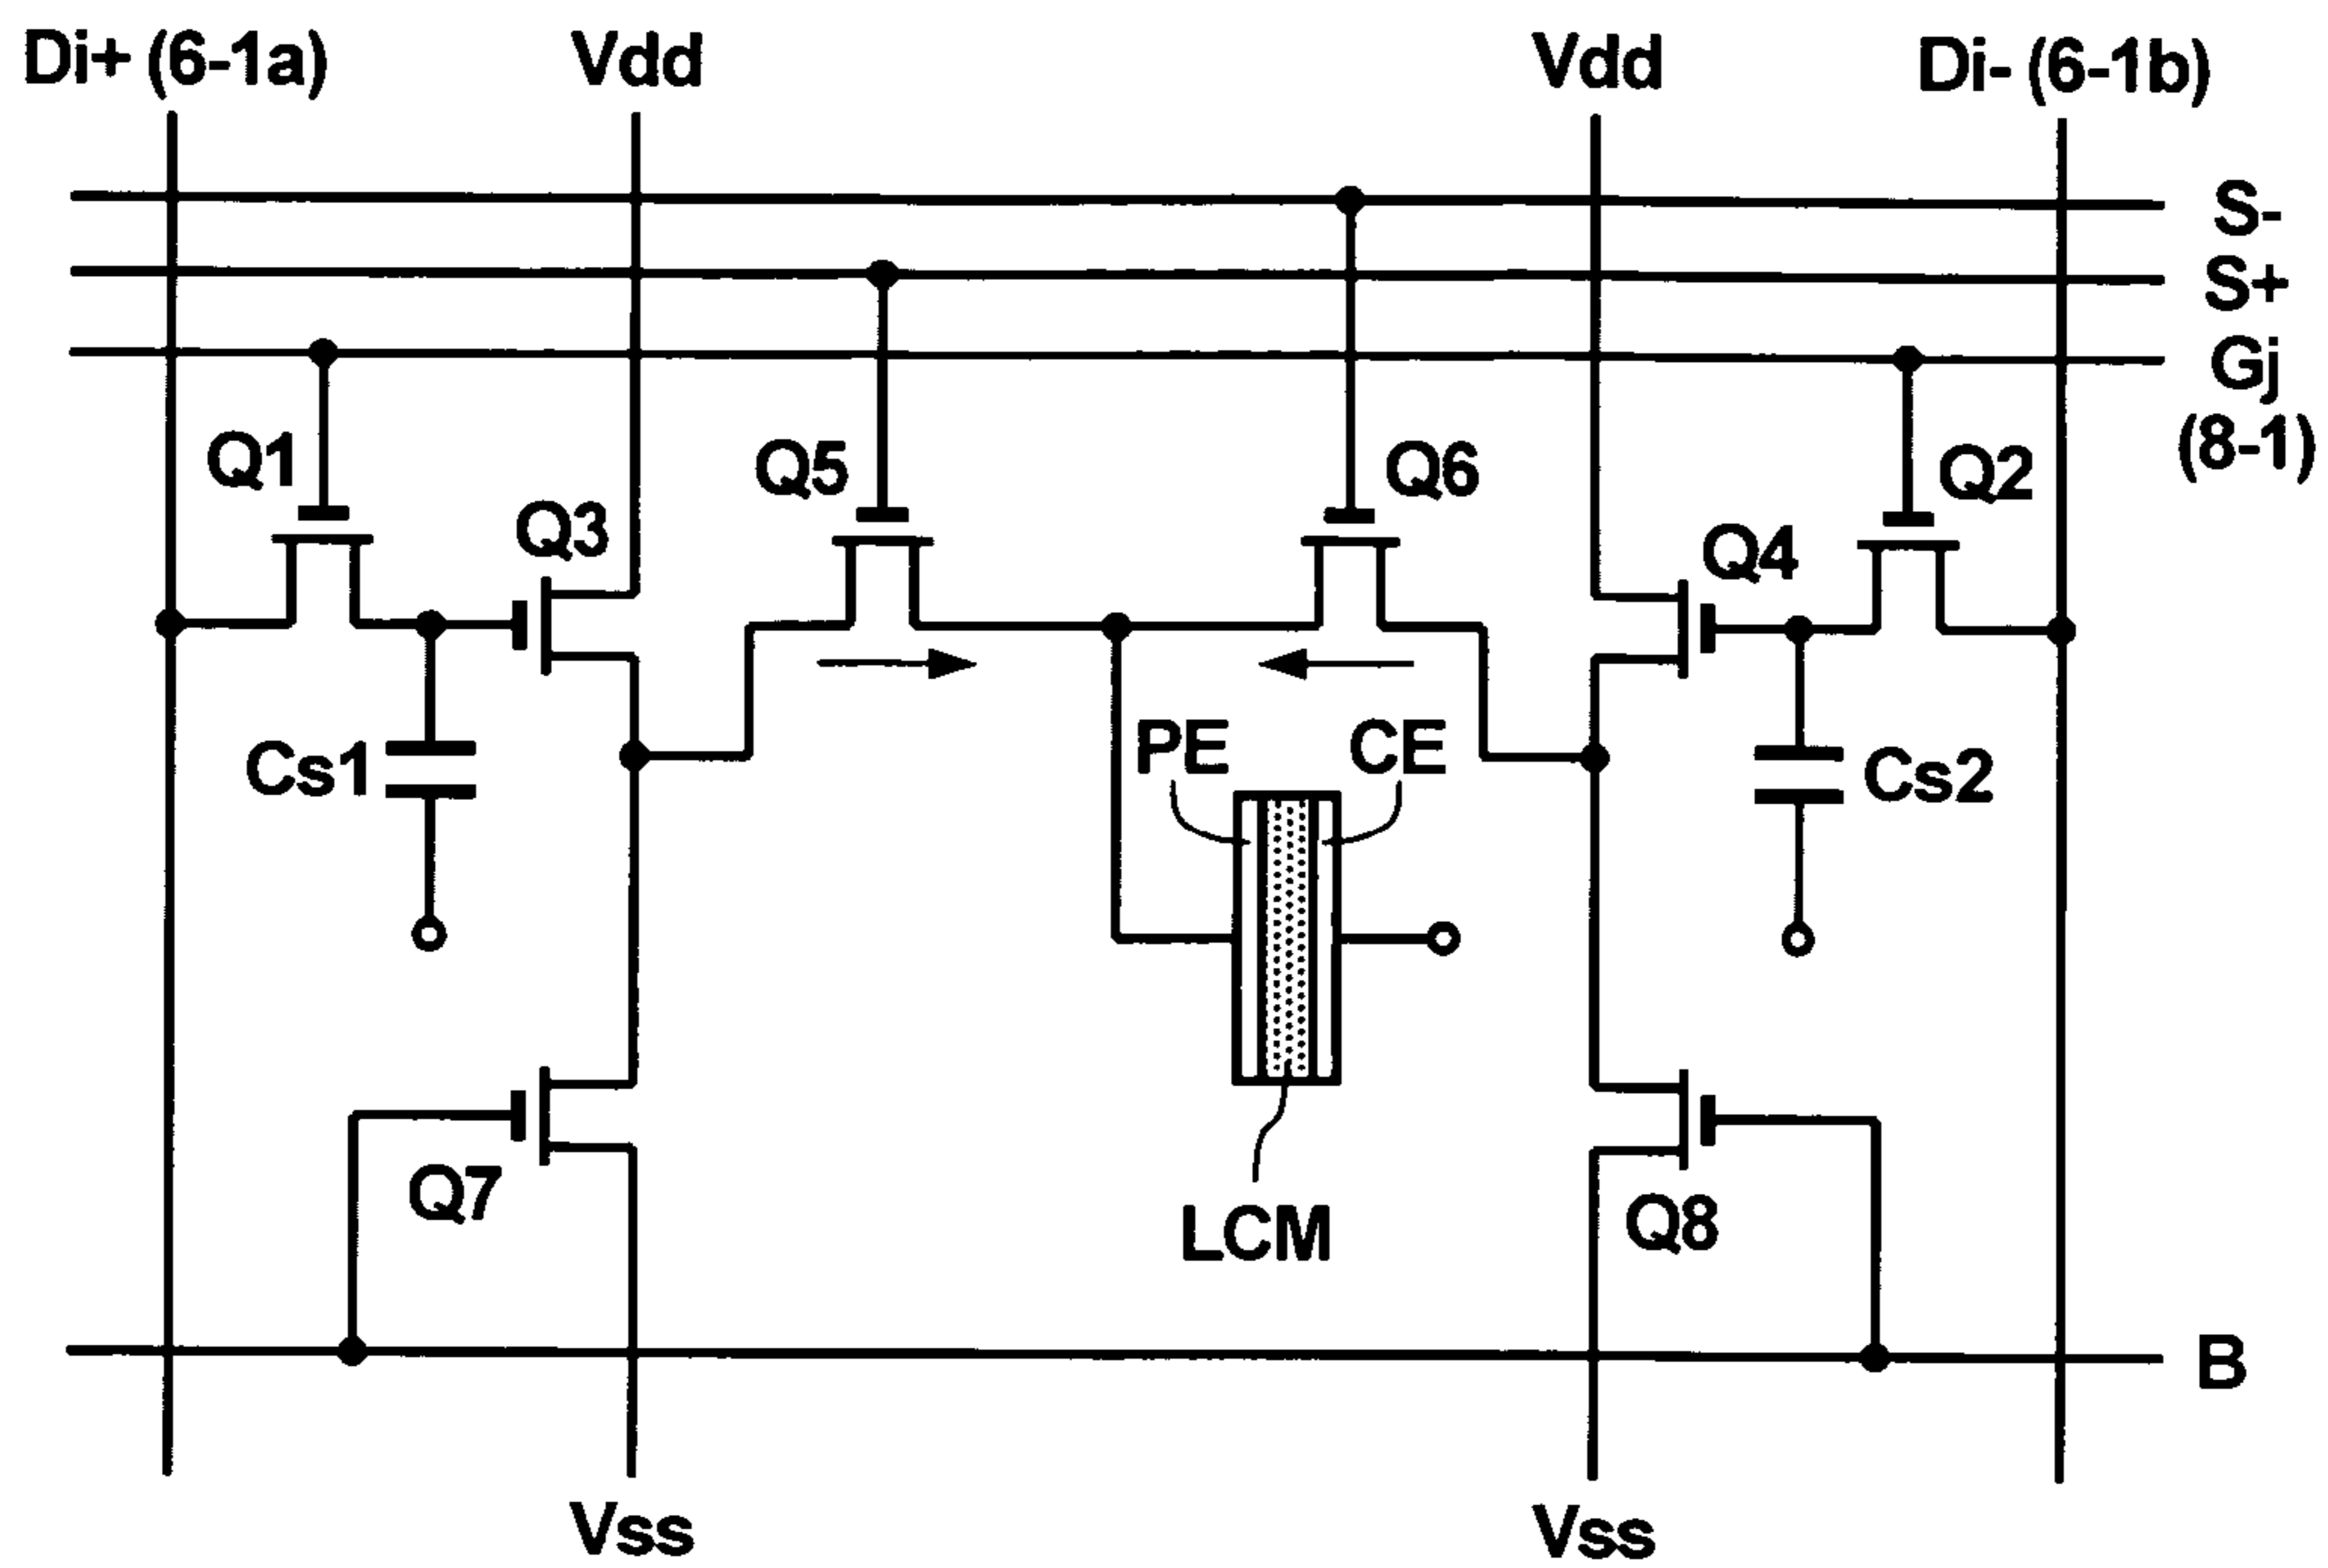 Di+ (6-1a)
Vdd
Vdd
Di- (6-1b)
S-
S+
Gj
(8-1)
Q1
Q5
Q6
Q2
Q3
Q4
PE
CE
Cs1
Cs2
Q7
LCM
Q8
B
Vss
Vss